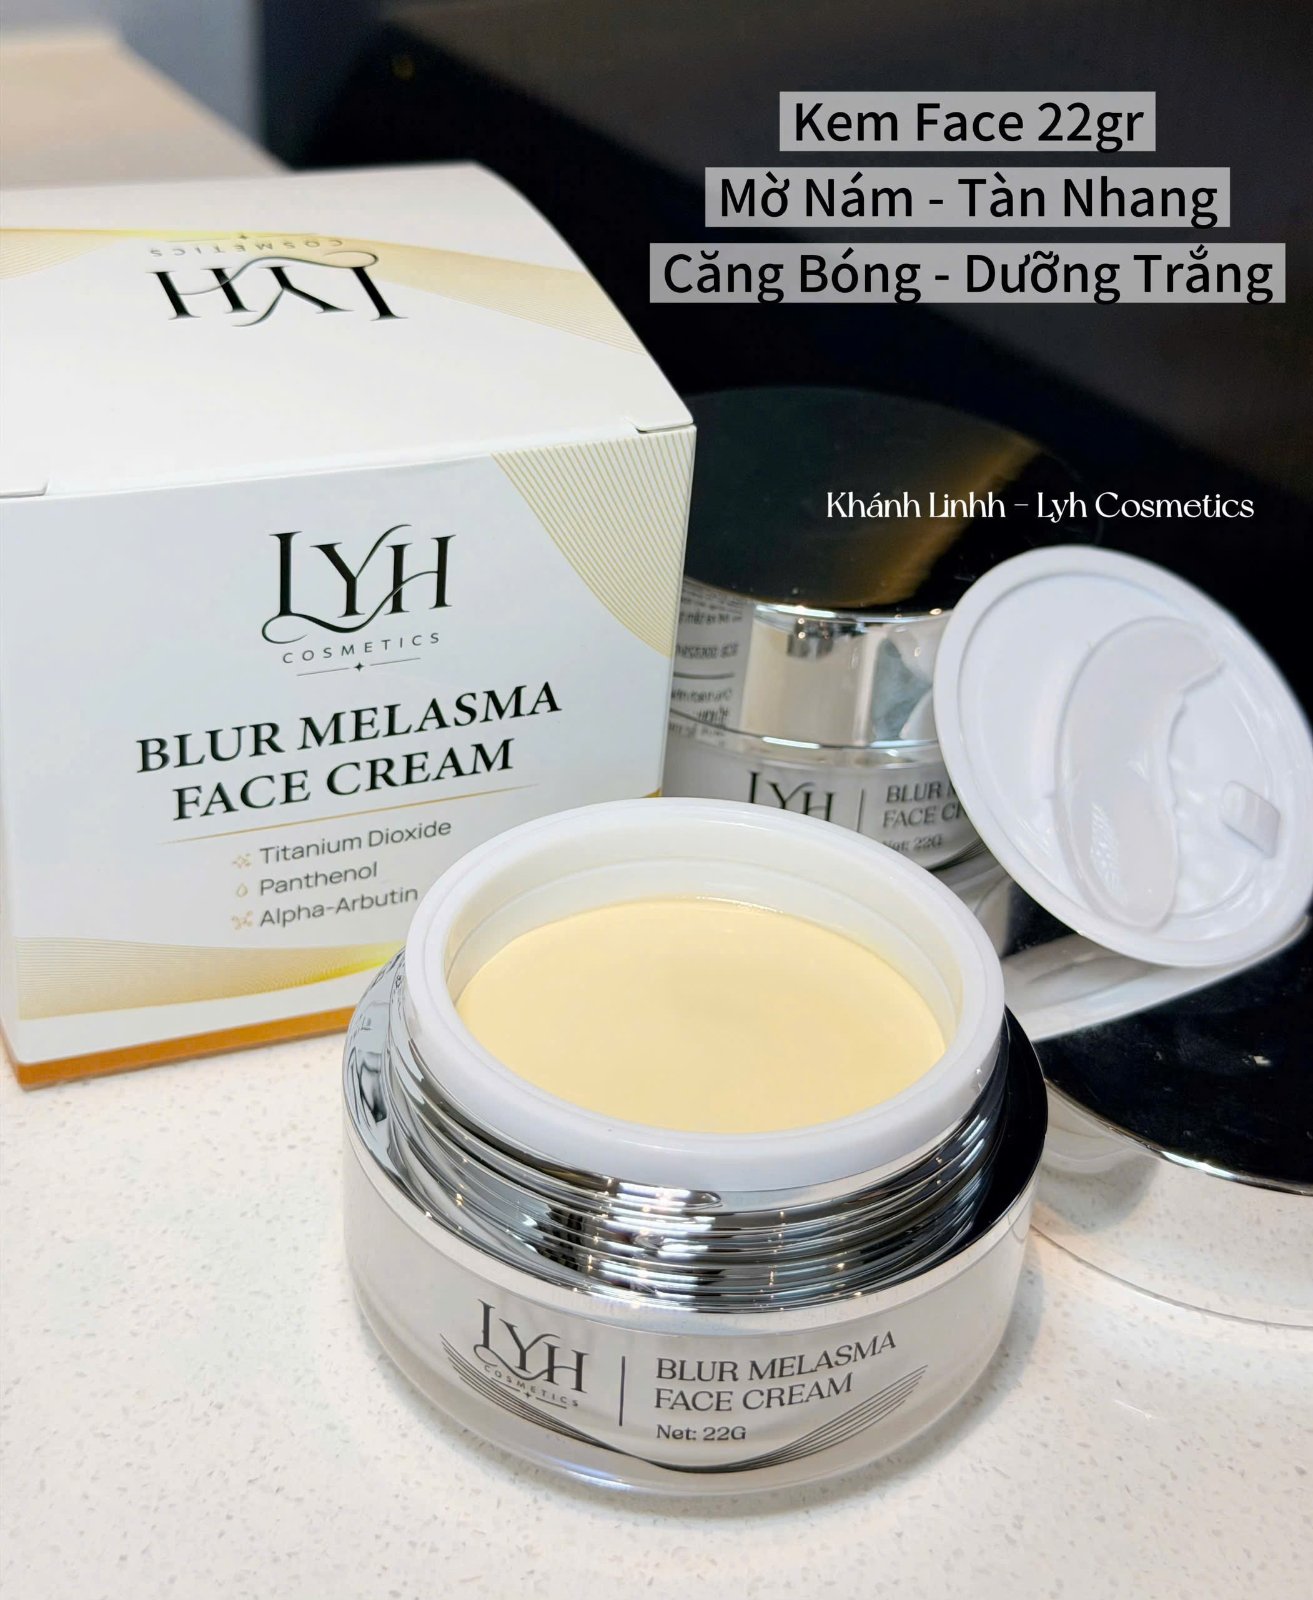 Kem Face 22gr
Mờ Nám - Tàn Nhang
Căng Bóng - Dưỡng Trắng
LYH
COSMETICS
Khánh Linhh - Lyh Cosmetics
LYH
COSMETICS
BLUR MELASMA
FACE CREAM
Titanium Dioxide
Panthenol
Alpha-Arbutin
LYH
BLUR
FACE
Net: 22G
LYH
COSMETICS
BLUR MELASMA
FACE CREAM
Net: 22G